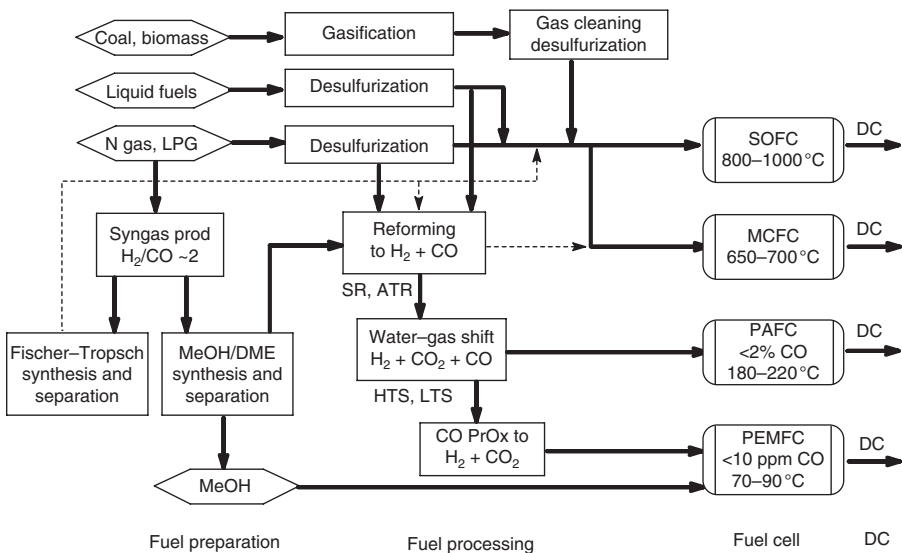 Coal, biomass
Gasification
Gas cleaning
desulfurization
Liquid fuels
Desulfurization
N gas, LPG
Desulfurization
SOFC
800–1000°C
DC
Syngas prod
H₂/CO ~2
Reforming
to H₂ + CO
MCFC
650–700°C
DC
SR, ATR
Fischer–Tropsch
synthesis and
separation
MeOH/DME
synthesis and
separation
Water–gas shift
H₂ + CO₂ + CO
PAFC
<2% CO
180–220°C
DC
HTS, LTS
CO PrOx to
H₂ + CO₂
PEMFC
<10 ppm CO
70–90°C
DC
MeOH
Fuel preparation
Fuel processing
Fuel cell
DC